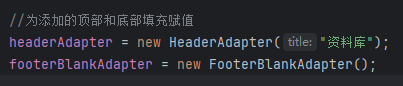 //为添加的顶部和底部填充赋值
headerAdapter = new HeaderAdapter( title: "资料库");
footerBlankAdapter = new FooterBlankAdapter();